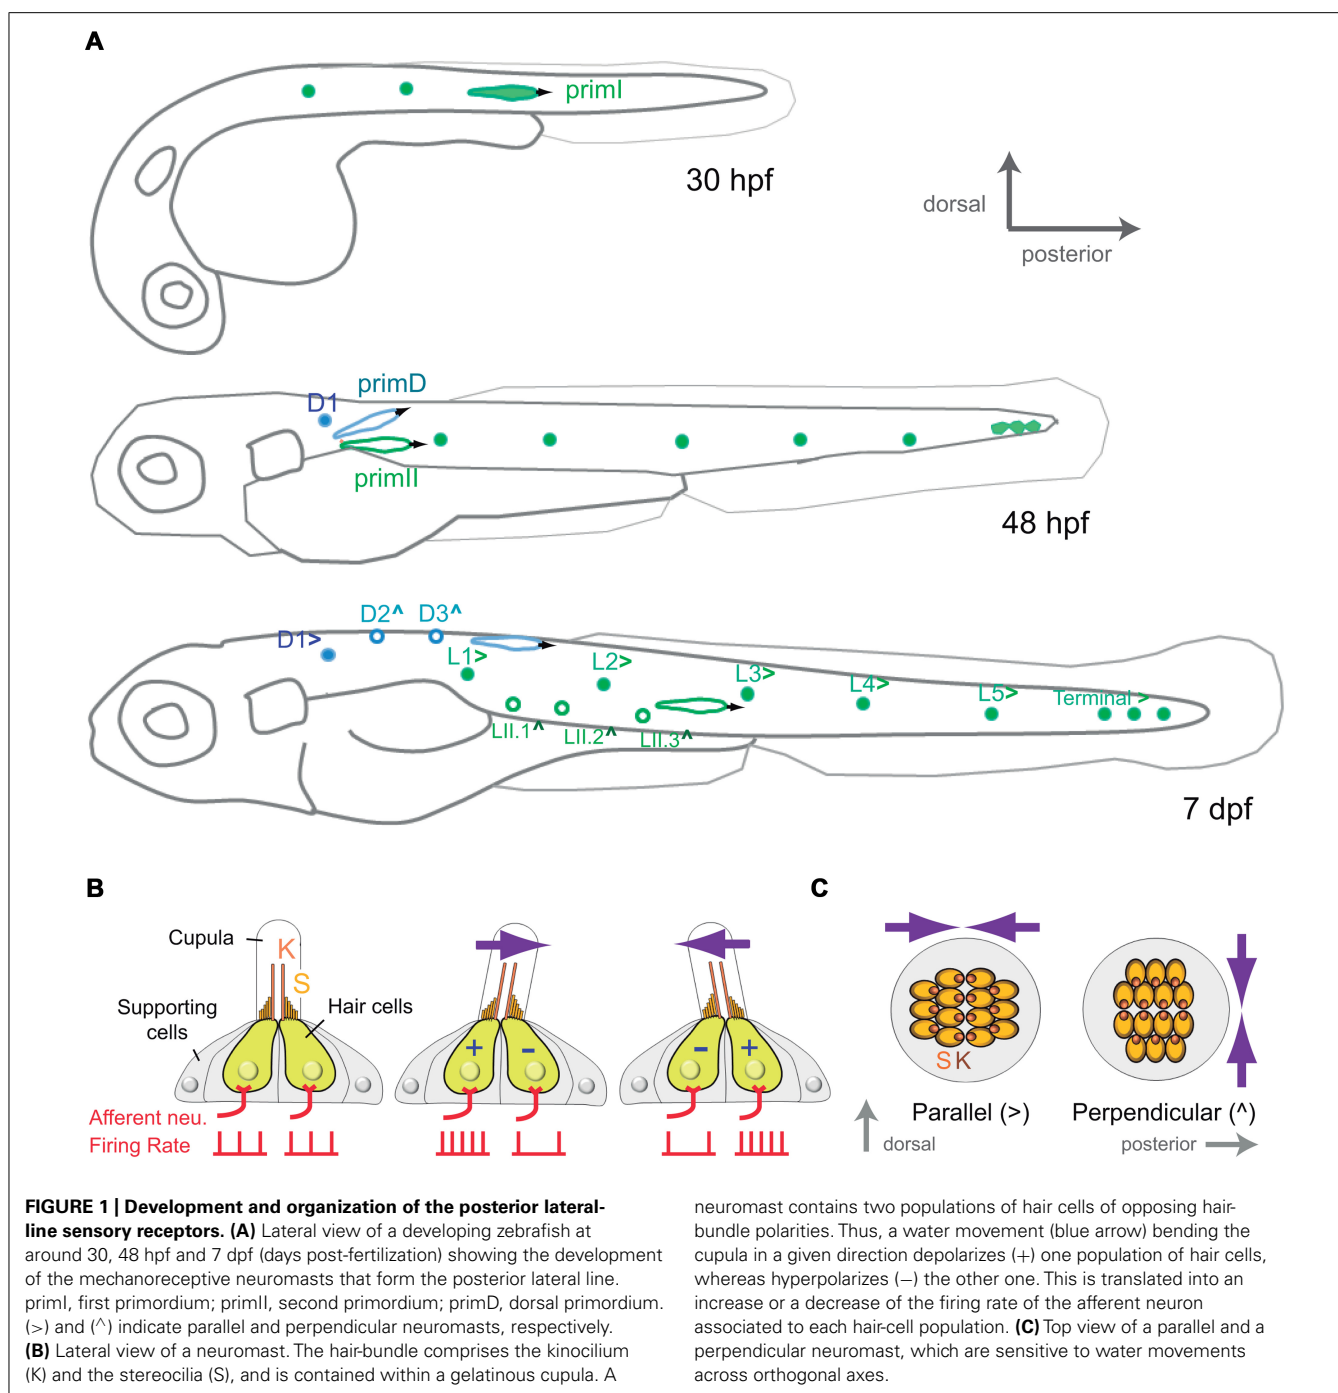 A
primI
30 hpf
dorsal
posterior
D1
primD
primII
48 hpf
D1>
D2^
D3^
L1>
L2>
L3>
L4>
L5>
Terminal >
LII.1^
LII.2^
LII.3^
7 dpf
B
Cupula
K
S
Supporting
cells
Hair cells
+
-
-
+
Afferent neu.
Firing Rate
C
S K
Parallel (>)
Perpendicular (^)
dorsal
posterior
FIGURE 1 | Development and organization of the posterior lateral-
line sensory receptors. (A) Lateral view of a developing zebrafish at
around 30, 48 hpf and 7 dpf (days post-fertilization) showing the development
of the mechanoreceptive neuromasts that form the posterior lateral line.
primI, first primordium; primII, second primordium; primD, dorsal primordium.
(>) and (^) indicate parallel and perpendicular neuromasts, respectively.
(B) Lateral view of a neuromast. The hair-bundle comprises the kinocilium
(K) and the stereocilia (S), and is contained within a gelatinous cupula. A
neuromast contains two populations of hair cells of opposing hair-
bundle polarities. Thus, a water movement (blue arrow) bending the
cupula in a given direction depolarizes (+) one population of hair cells,
whereas hyperpolarizes (−) the other one. This is translated into an
increase or a decrease of the firing rate of the afferent neuron
associated to each hair-cell population. (C) Top view of a parallel and a
perpendicular neuromast, which are sensitive to water movements
across orthogonal axes.